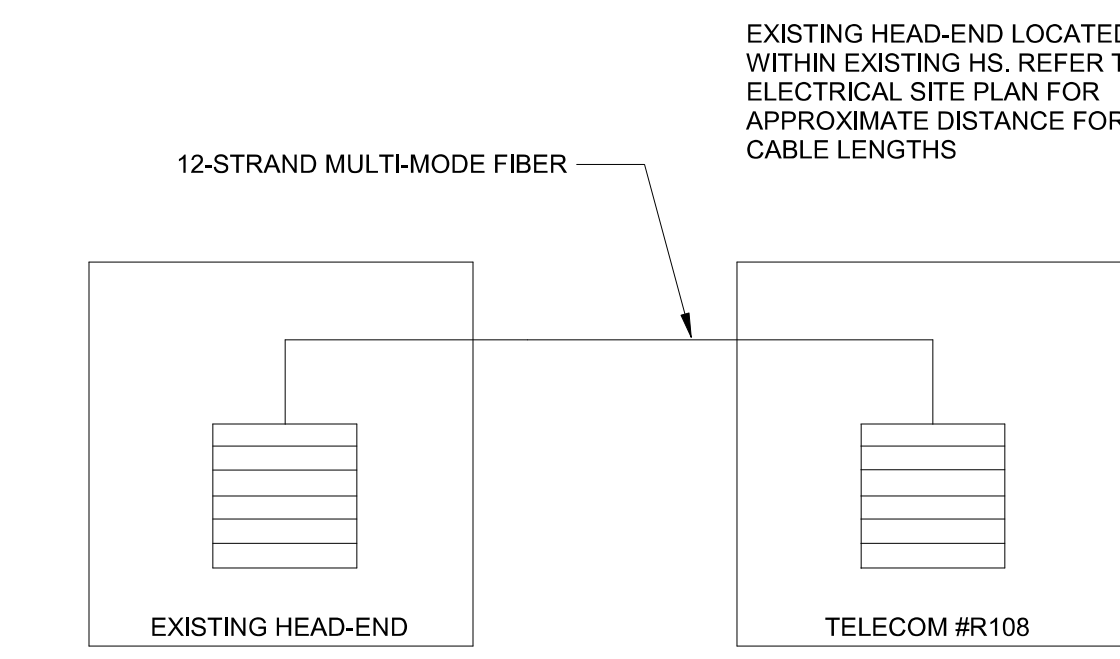 EXISTING HEAD-END LOCATED
WITHIN EXISTING HS. REFER T
ELECTRICAL SITE PLAN FOR
APPROXIMATE DISTANCE FOR
CABLE LENGTHS
12-STRAND MULTI-MODE FIBER
EXISTING HEAD-END
TELECOM #R108